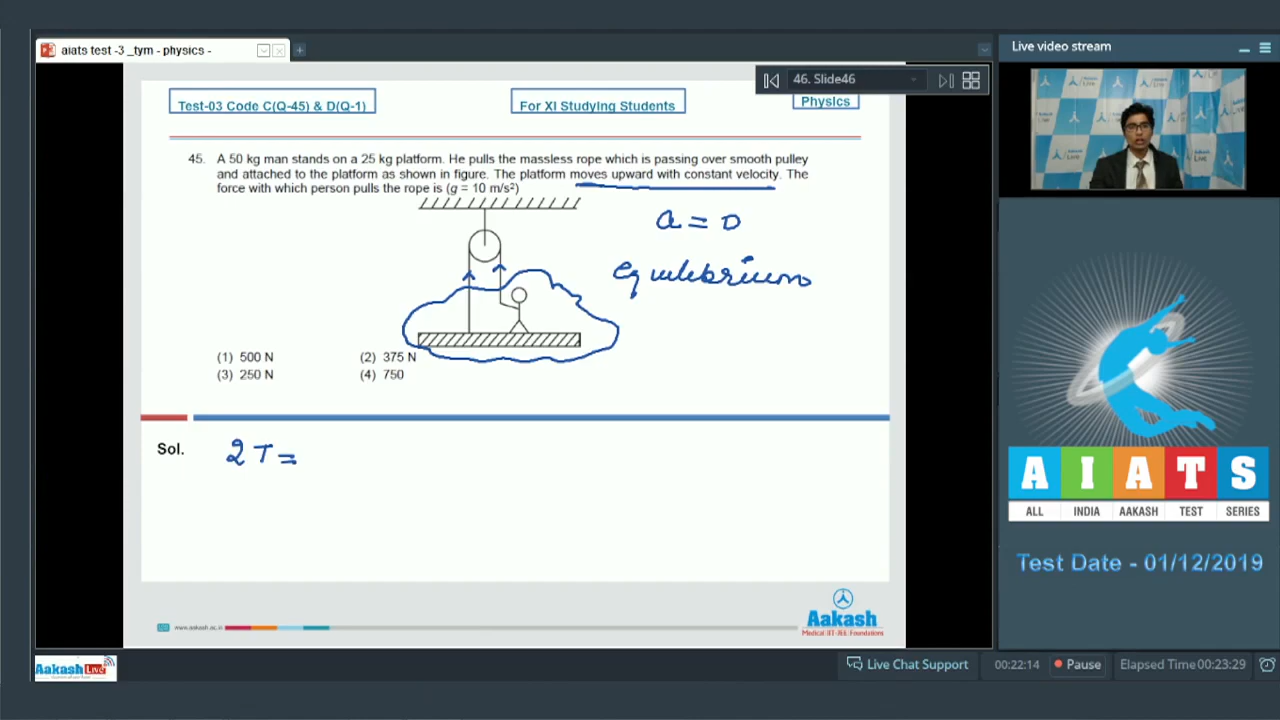 aiats test -3 _tym - physics -
Live video stream
46. Slide46
Test-03 Code C(Q-45) & D(Q-1)
For XI Studying Students
Physics
45. A 50 kg man stands on a 25 kg platform. He pulls the massless rope which is passing over smooth pulley
and attached to the platform as shown in figure. The platform moves upward with constant velocity. The
force with which person pulls the rope is (g = 10 m/s²)
a = 0
equilibrium
(1) 500 N (2) 375 N
(3) 250 N (4) 750
Sol. 2T =
A I A T S
ALL INDIA AAKASH TEST SERIES
Test Date - 01/12/2019
www.aakash.ac.in
Aakash
Medical|IIT-JEE|Foundations
Aakash Live
Live Chat Support
00:22:14
Pause
Elapsed Time 00:23:29